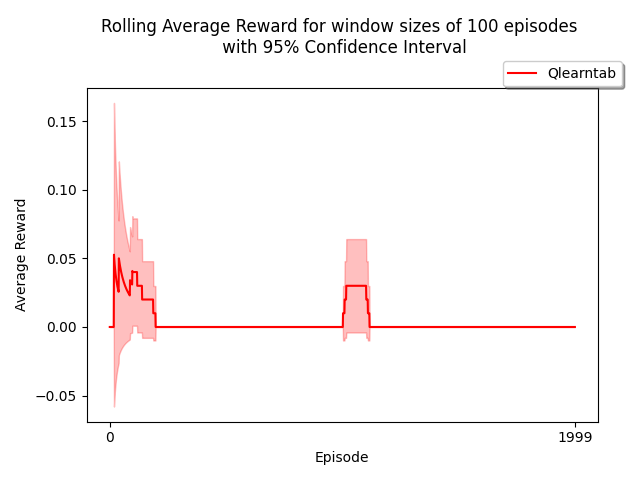 Rolling Average Reward for window sizes of 100 episodes
with 95% Confidence Interval
Qlearntab
Average Reward
0.15
0.10
0.05
0.00
−0.05
0
1999
Episode